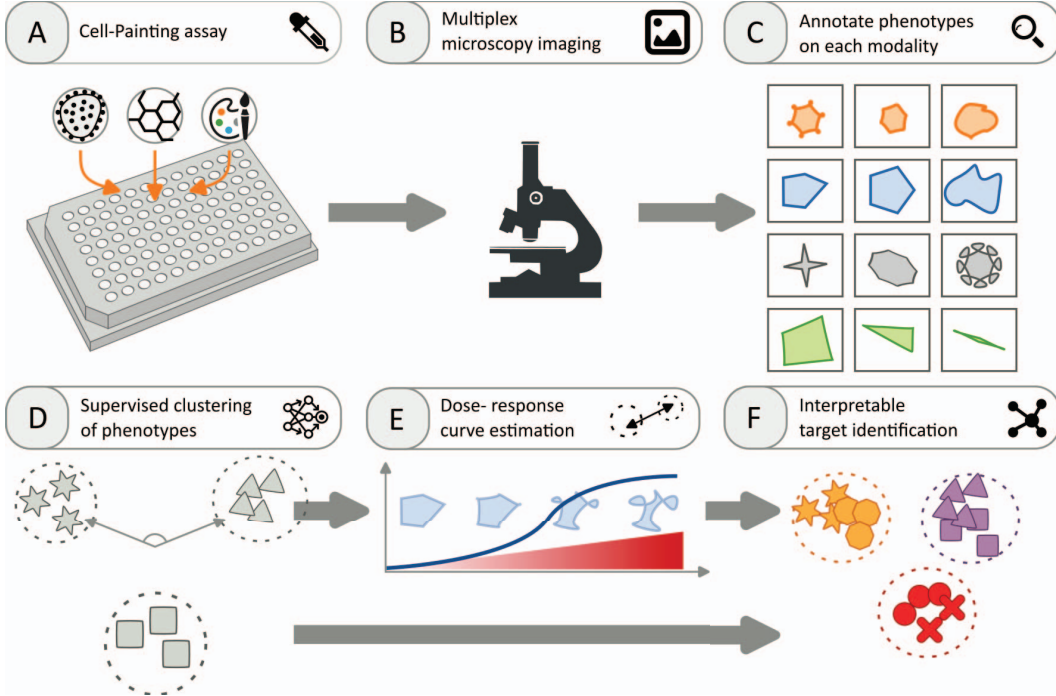 A
Cell-Painting assay
B
Multiplex
microscopy imaging
C
Annotate phenotypes
on each modality
D
Supervised clustering
of phenotypes
E
Dose- response
curve estimation
F
Interpretable
target identification